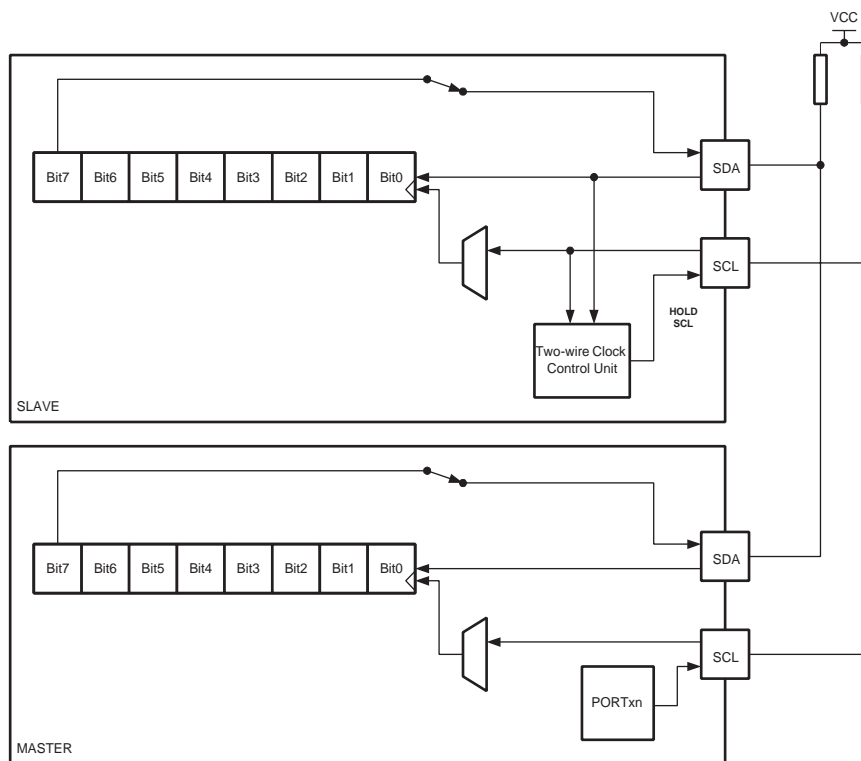 VCC
Bit7 Bit6 Bit5 Bit4 Bit3 Bit2 Bit1 Bit0
SDA
SCL
HOLD
SCL
Two-wire Clock
Control Unit
SLAVE
Bit7 Bit6 Bit5 Bit4 Bit3 Bit2 Bit1 Bit0
SDA
SCL
PORTxn
MASTER